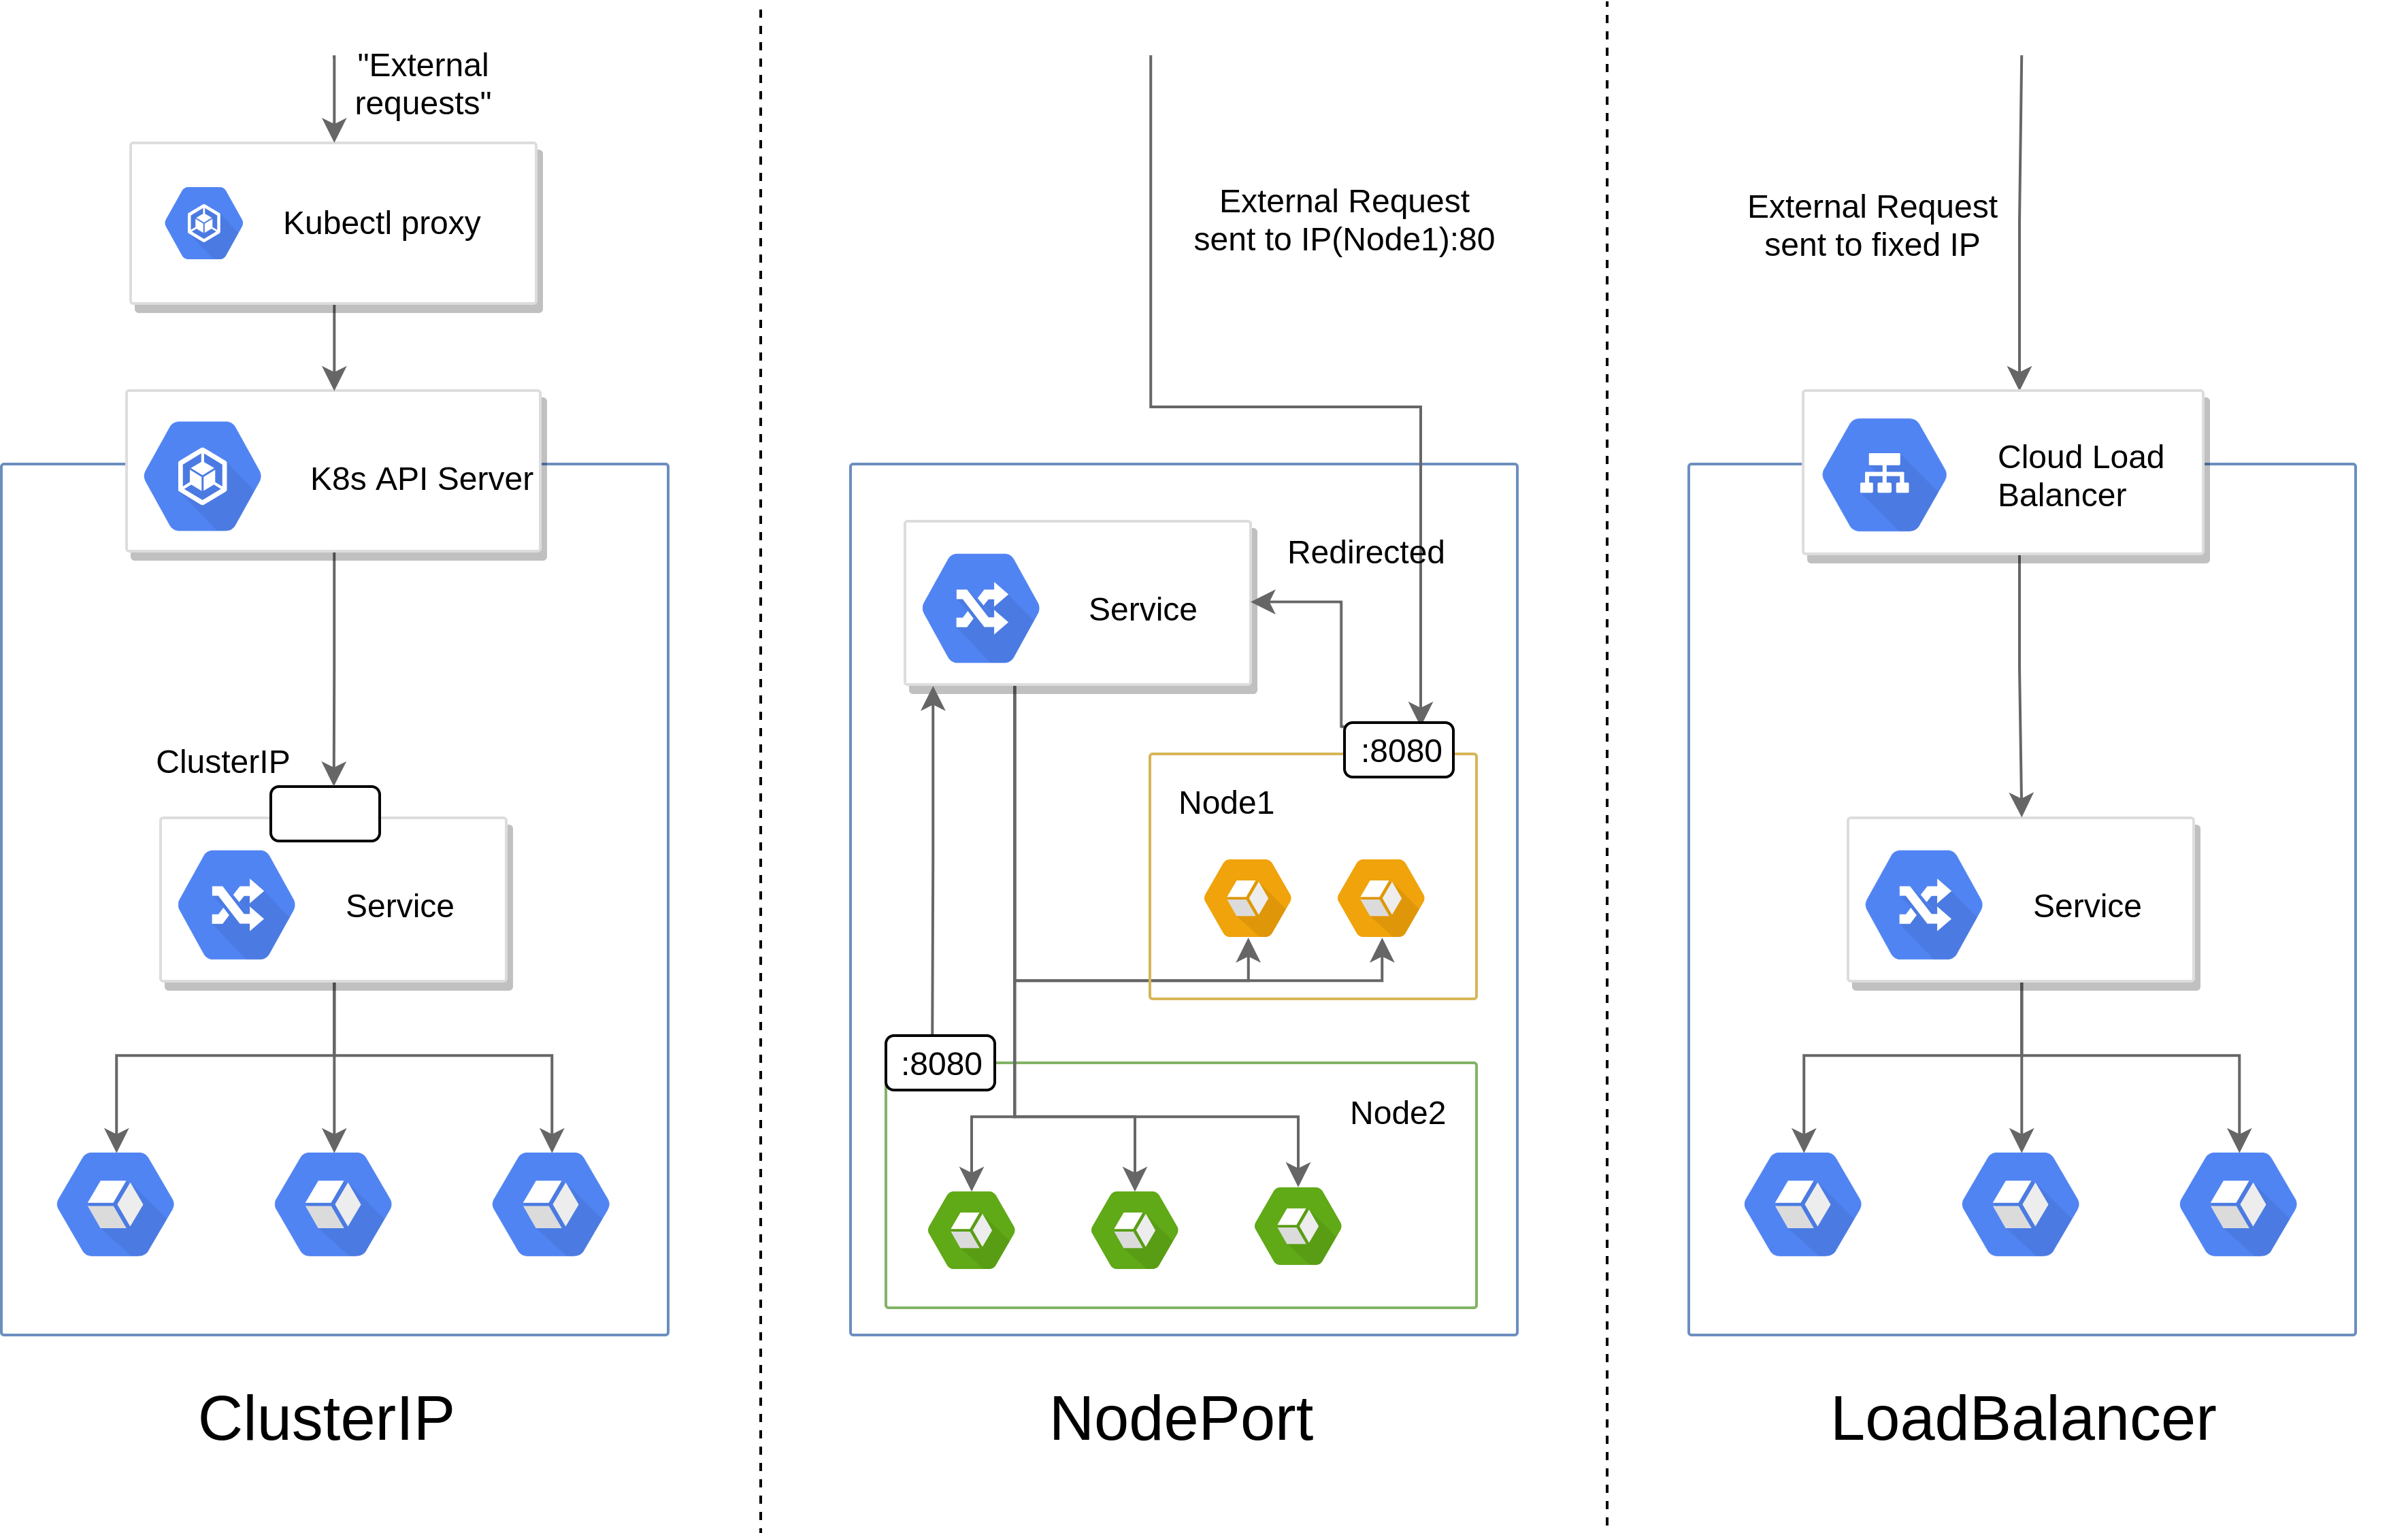 "External
requests"
Kubectl proxy
K8s API Server
ClusterIP
Service
ClusterIP
External Request
sent to IP(Node1):80
Redirected
Service
:8080
Node1
:8080
Node2
NodePort
External Request
sent to fixed IP
Cloud Load
Balancer
Service
LoadBalancer